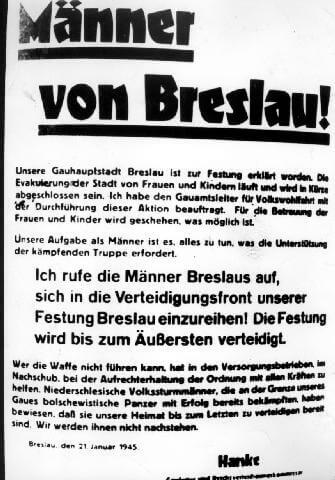 Männer
von Breslau!
Unsere Gauhauptstadt Breslau ist zur Festung erklärt worden. Die
Evakuierung der Stadt von Frauen und Kindern läuft und wird in Kürze
abgeschlossen sein. Ich habe den Gauamtsleiter für Volkswohlfahrt mit
der Durchführung dieser Aktion beauftragt. Für die Betreuung der
Frauen und Kinder wird geschehen, was möglich ist.
Unsere Aufgabe als Männer ist es, alles zu tun, was die Unterstützung
der kämpfenden Truppe erfordert.
Ich rufe die Männer Breslaus auf,
sich in die Verteidigungsfront unserer
Festung Breslau einzureihen! Die Festung
wird bis zum Äußersten verteidigt.
Wer die Waffe nicht führen kann, hat in den Versorgungsbetrieben, im
Nachschub, bei der Aufrechterhaltung der Ordnung mit allen Kräften zu
helfen. Niederschlesische Volkssturmmänner, die an der Grenze unseres
Gaues bolschewistische Panzer mit Erfolg bereits bekämpften, haben
bewiesen, daß sie unsere Heimat bis zum Letzten zu verteidigen bereit
sind. Wir werden ihnen nicht nachstehen.
Breslau, den 21 Januar 1945.
Hanke